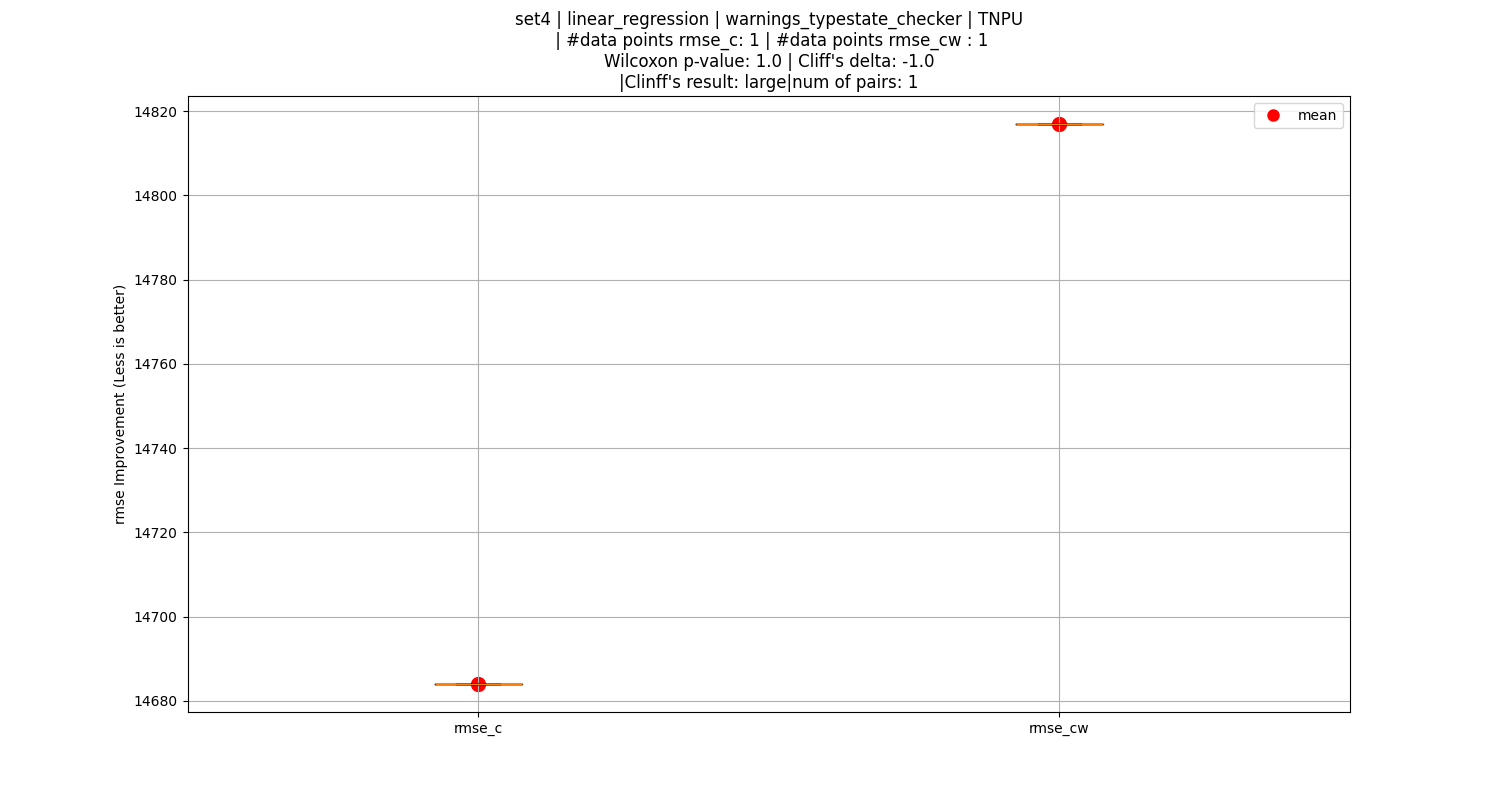 set4 | linear_regression | warnings_typestate_checker | TNPU
| #data points rmse_c: 1 | #data points rmse_cw : 1
Wilcoxon p-value: 1.0 | Cliff's delta: -1.0
|Clinff's result: large|num of pairs: 1
mean
rmse Improvement (Less is better)
14820
14800
14780
14760
14740
14720
14700
14680
rmse_c
rmse_cw